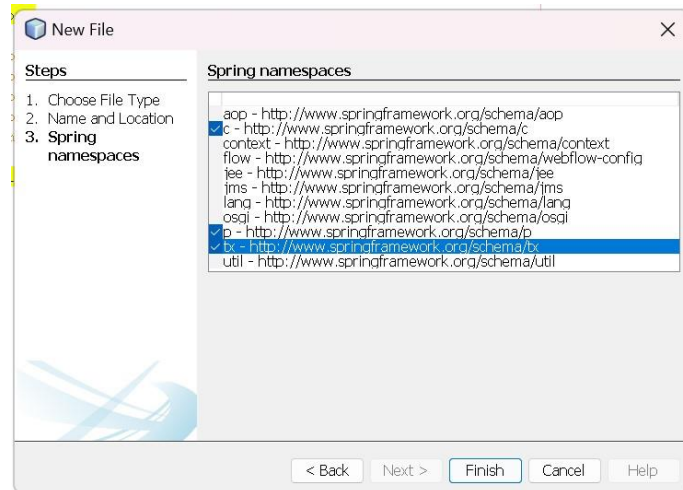 New File
Steps
1. Choose File Type
2. Name and Location
3. Spring
namespaces
Spring namespaces
aop - http://www.springframework.org/schema/aop
c - http://www.springframework.org/schema/c
context - http://www.springframework.org/schema/context
flow - http://www.springframework.org/schema/webflow-config
jee - http://www.springframework.org/schema/jee
jms - http://www.springframework.org/schema/jms
lang - http://www.springframework.org/schema/lang
osgi - http://www.springframework.org/schema/osgi
p - http://www.springframework.org/schema/p
tx - http://www.springframework.org/schema/tx
util - http://www.springframework.org/schema/util
< Back Next > Finish Cancel Help